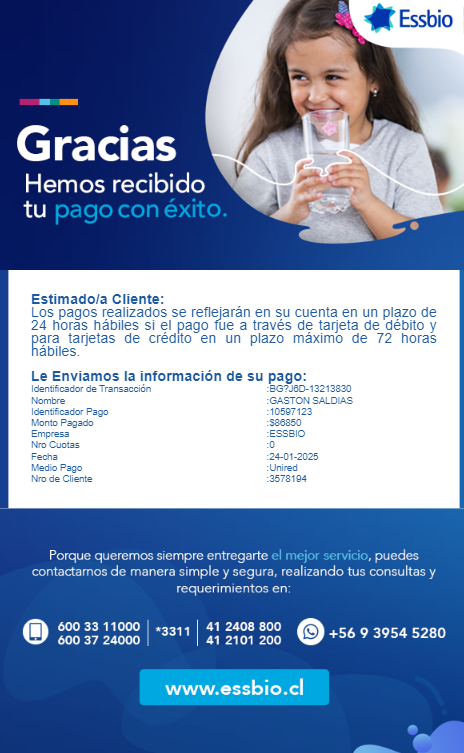 Essbio
Gracias
Hemos recibido
tu pago con éxito.
Estimado/a Cliente:
Los pagos realizados se reflejarán en su cuenta en un plazo de
24 horas hábiles si el pago fue a través de tarjeta de débito y
para tarjetas de crédito en un plazo máximo de 72 horas
hábiles.
Le Enviamos la información de su pago:
Identificador de Transacción :BG?J6D-13213830
Nombre :GASTON SALDIAS
Identificador Pago :10597123
Monto Pagado :$86850
Empresa :ESSBIO
Nro Cuotas :0
Fecha :24-01-2025
Medio Pago :Unired
Nro de Cliente :3578194
Porque queremos siempre entregarte el mejor servicio, puedes
contactarnos de manera simple y segura, realizando tus consultas y
requerimientos en:
600 33 11000 *3311 41 2408 800 +56 9 3954 5280
600 37 24000 41 2101 200
www.essbio.cl